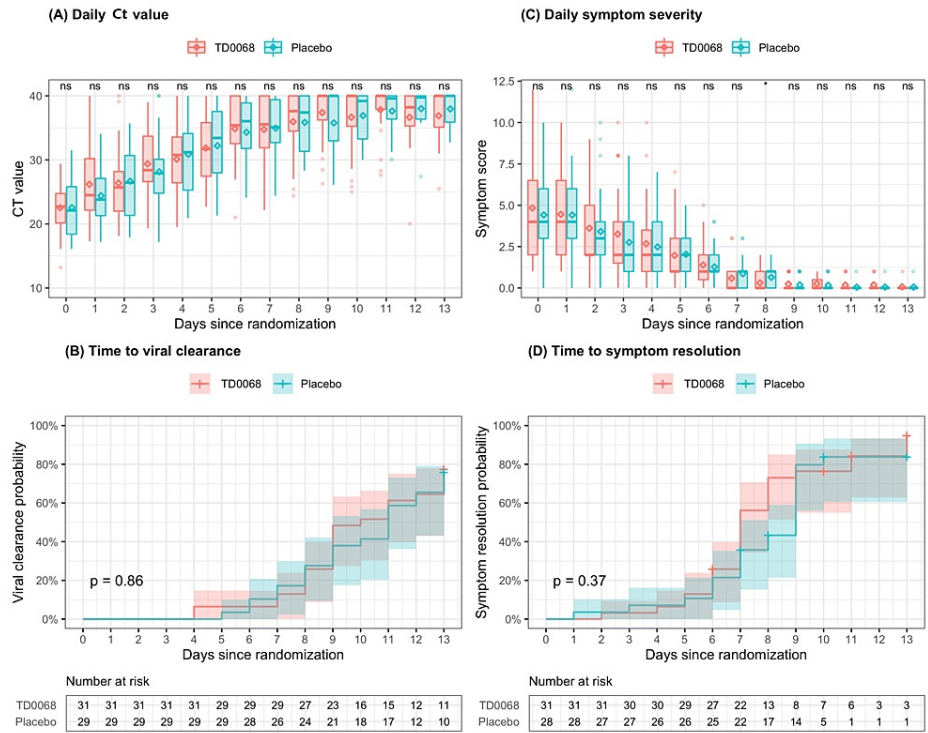 (A) Daily Ct value
TD0068 Placebo
ns ns ns ns ns ns ns ns ns ns ns ns ns ns
40
30
20
10
CT value
0 1 2 3 4 5 6 7 8 9 10 11 12 13
Days since randomization
(C) Daily symptom severity
TD0068 Placebo
ns ns ns ns ns ns ns ns * ns ns ns ns ns
12.5
10.0
7.5
5.0
2.5
0.0
Symptom score
0 1 2 3 4 5 6 7 8 9 10 11 12 13
Days since randomization
(B) Time to viral clearance
TD0068 Placebo
100%
80%
60%
40%
20%
0%
Viral clearance probability
p = 0.86
0 1 2 3 4 5 6 7 8 9 10 11 12 13
Days since randomization
Number at risk
TD0068 31 31 31 31 31 29 29 29 27 23 16 15 12 11
Placebo 29 29 29 29 29 29 28 26 24 21 18 17 12 10
(D) Time to symptom resolution
TD0068 Placebo
100%
80%
60%
40%
20%
0%
Symptom resolution probability
p = 0.37
0 1 2 3 4 5 6 7 8 9 10 11 12 13
Days since randomization
Number at risk
TD0068 31 31 31 30 30 29 27 22 13 8 7 6 3 3
Placebo 28 28 27 27 26 26 25 22 17 14 5 1 1 1